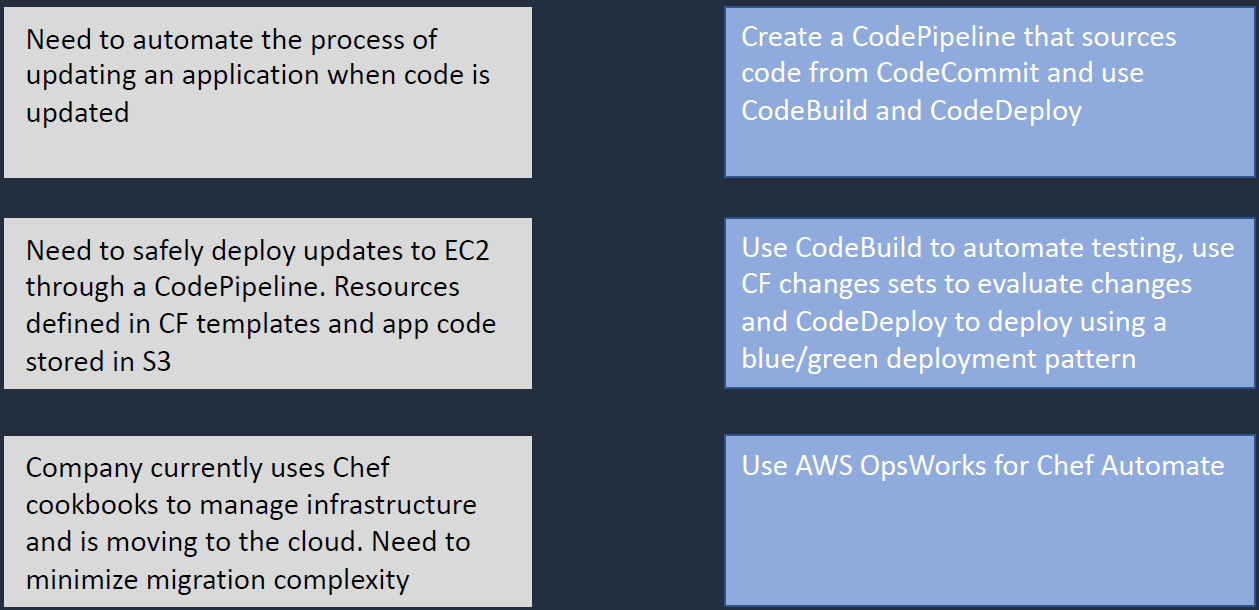 Need to automate the process of
updating an application when code is
updated
Create a CodePipeline that sources
code from CodeCommit and use
CodeBuild and CodeDeploy
Need to safely deploy updates to EC2
through a CodePipeline. Resources
defined in CF templates and app code
stored in S3
Use CodeBuild to automate testing, use
CF changes sets to evaluate changes
and CodeDeploy to deploy using a
blue/green deployment pattern
Company currently uses Chef
cookbooks to manage infrastructure
and is moving to the cloud. Need to
minimize migration complexity
Use AWS OpsWorks for Chef Automate